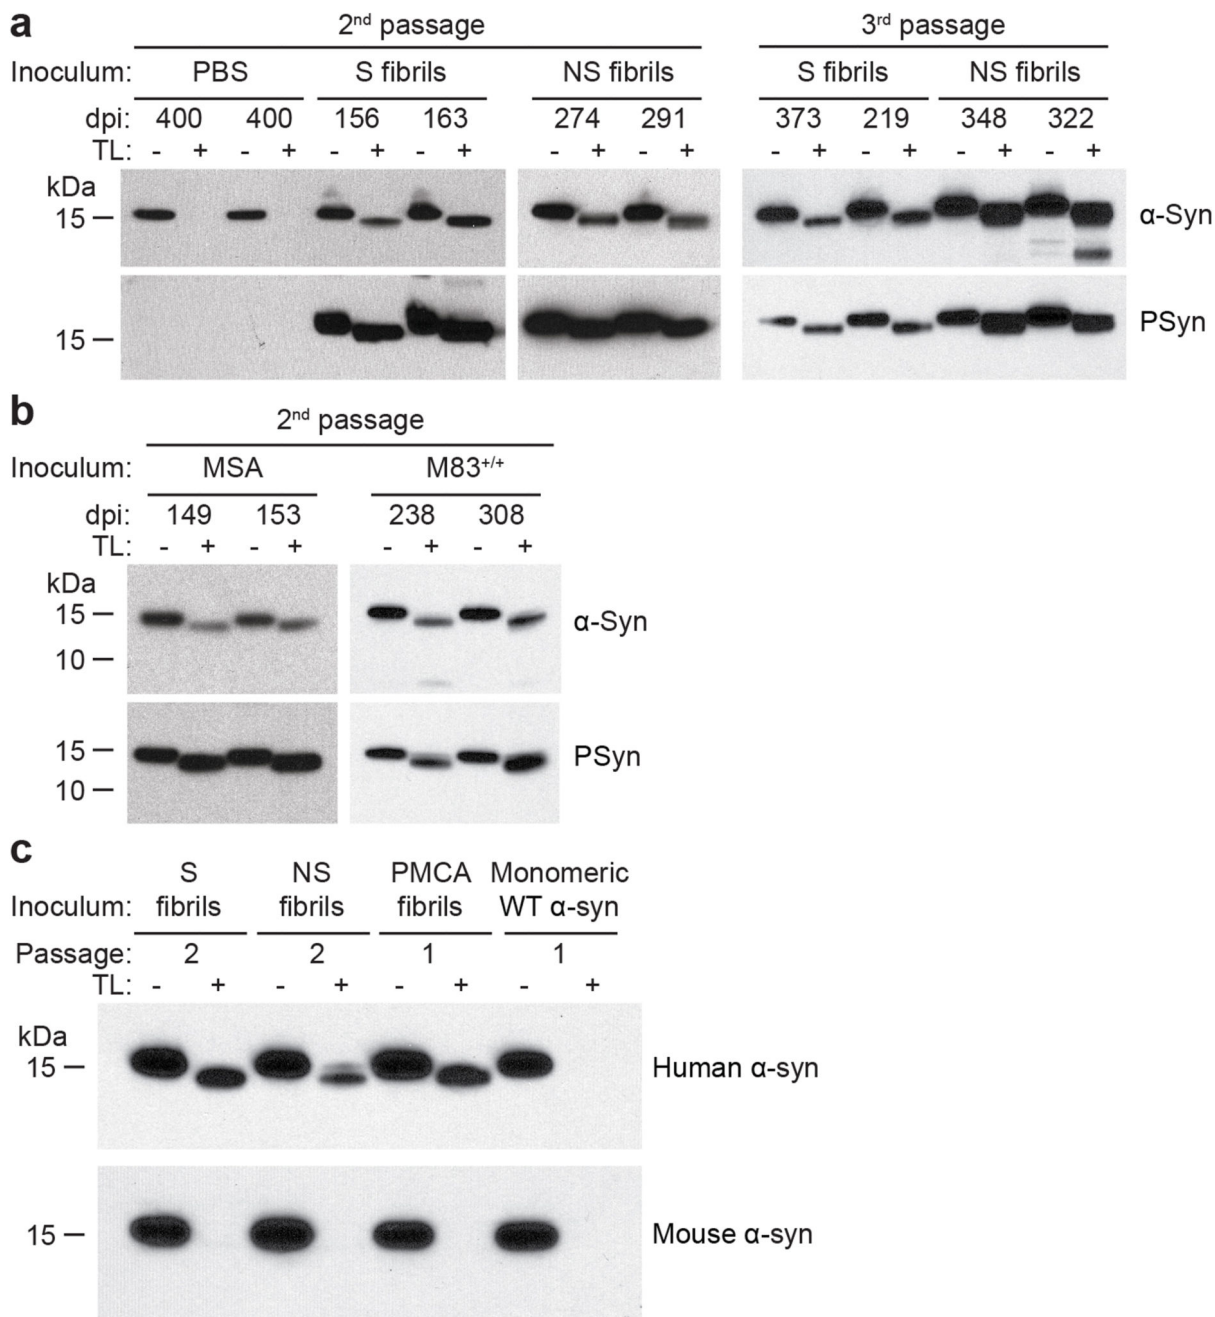 a
2nd passage 3rd passage
Inoculum: PBS S fibrils NS fibrils S fibrils NS fibrils
dpi: 400 400 156 163 274 291 373 219 348 322
TL: - + - + - + - + - + - + - + - + - + - +
kDa
15 α-Syn
15 PSyn
b
2nd passage
Inoculum: MSA M83+/+
dpi: 149 153 238 308
TL: - + - + - + - +
kDa
15 α-Syn
10
15 PSyn
10
c
S NS PMCA Monomeric
Inoculum: fibrils fibrils fibrils WT α-syn
Passage: 2 2 1 1
TL: - + - + - + - +
kDa
15 Human α-syn
15 Mouse α-syn